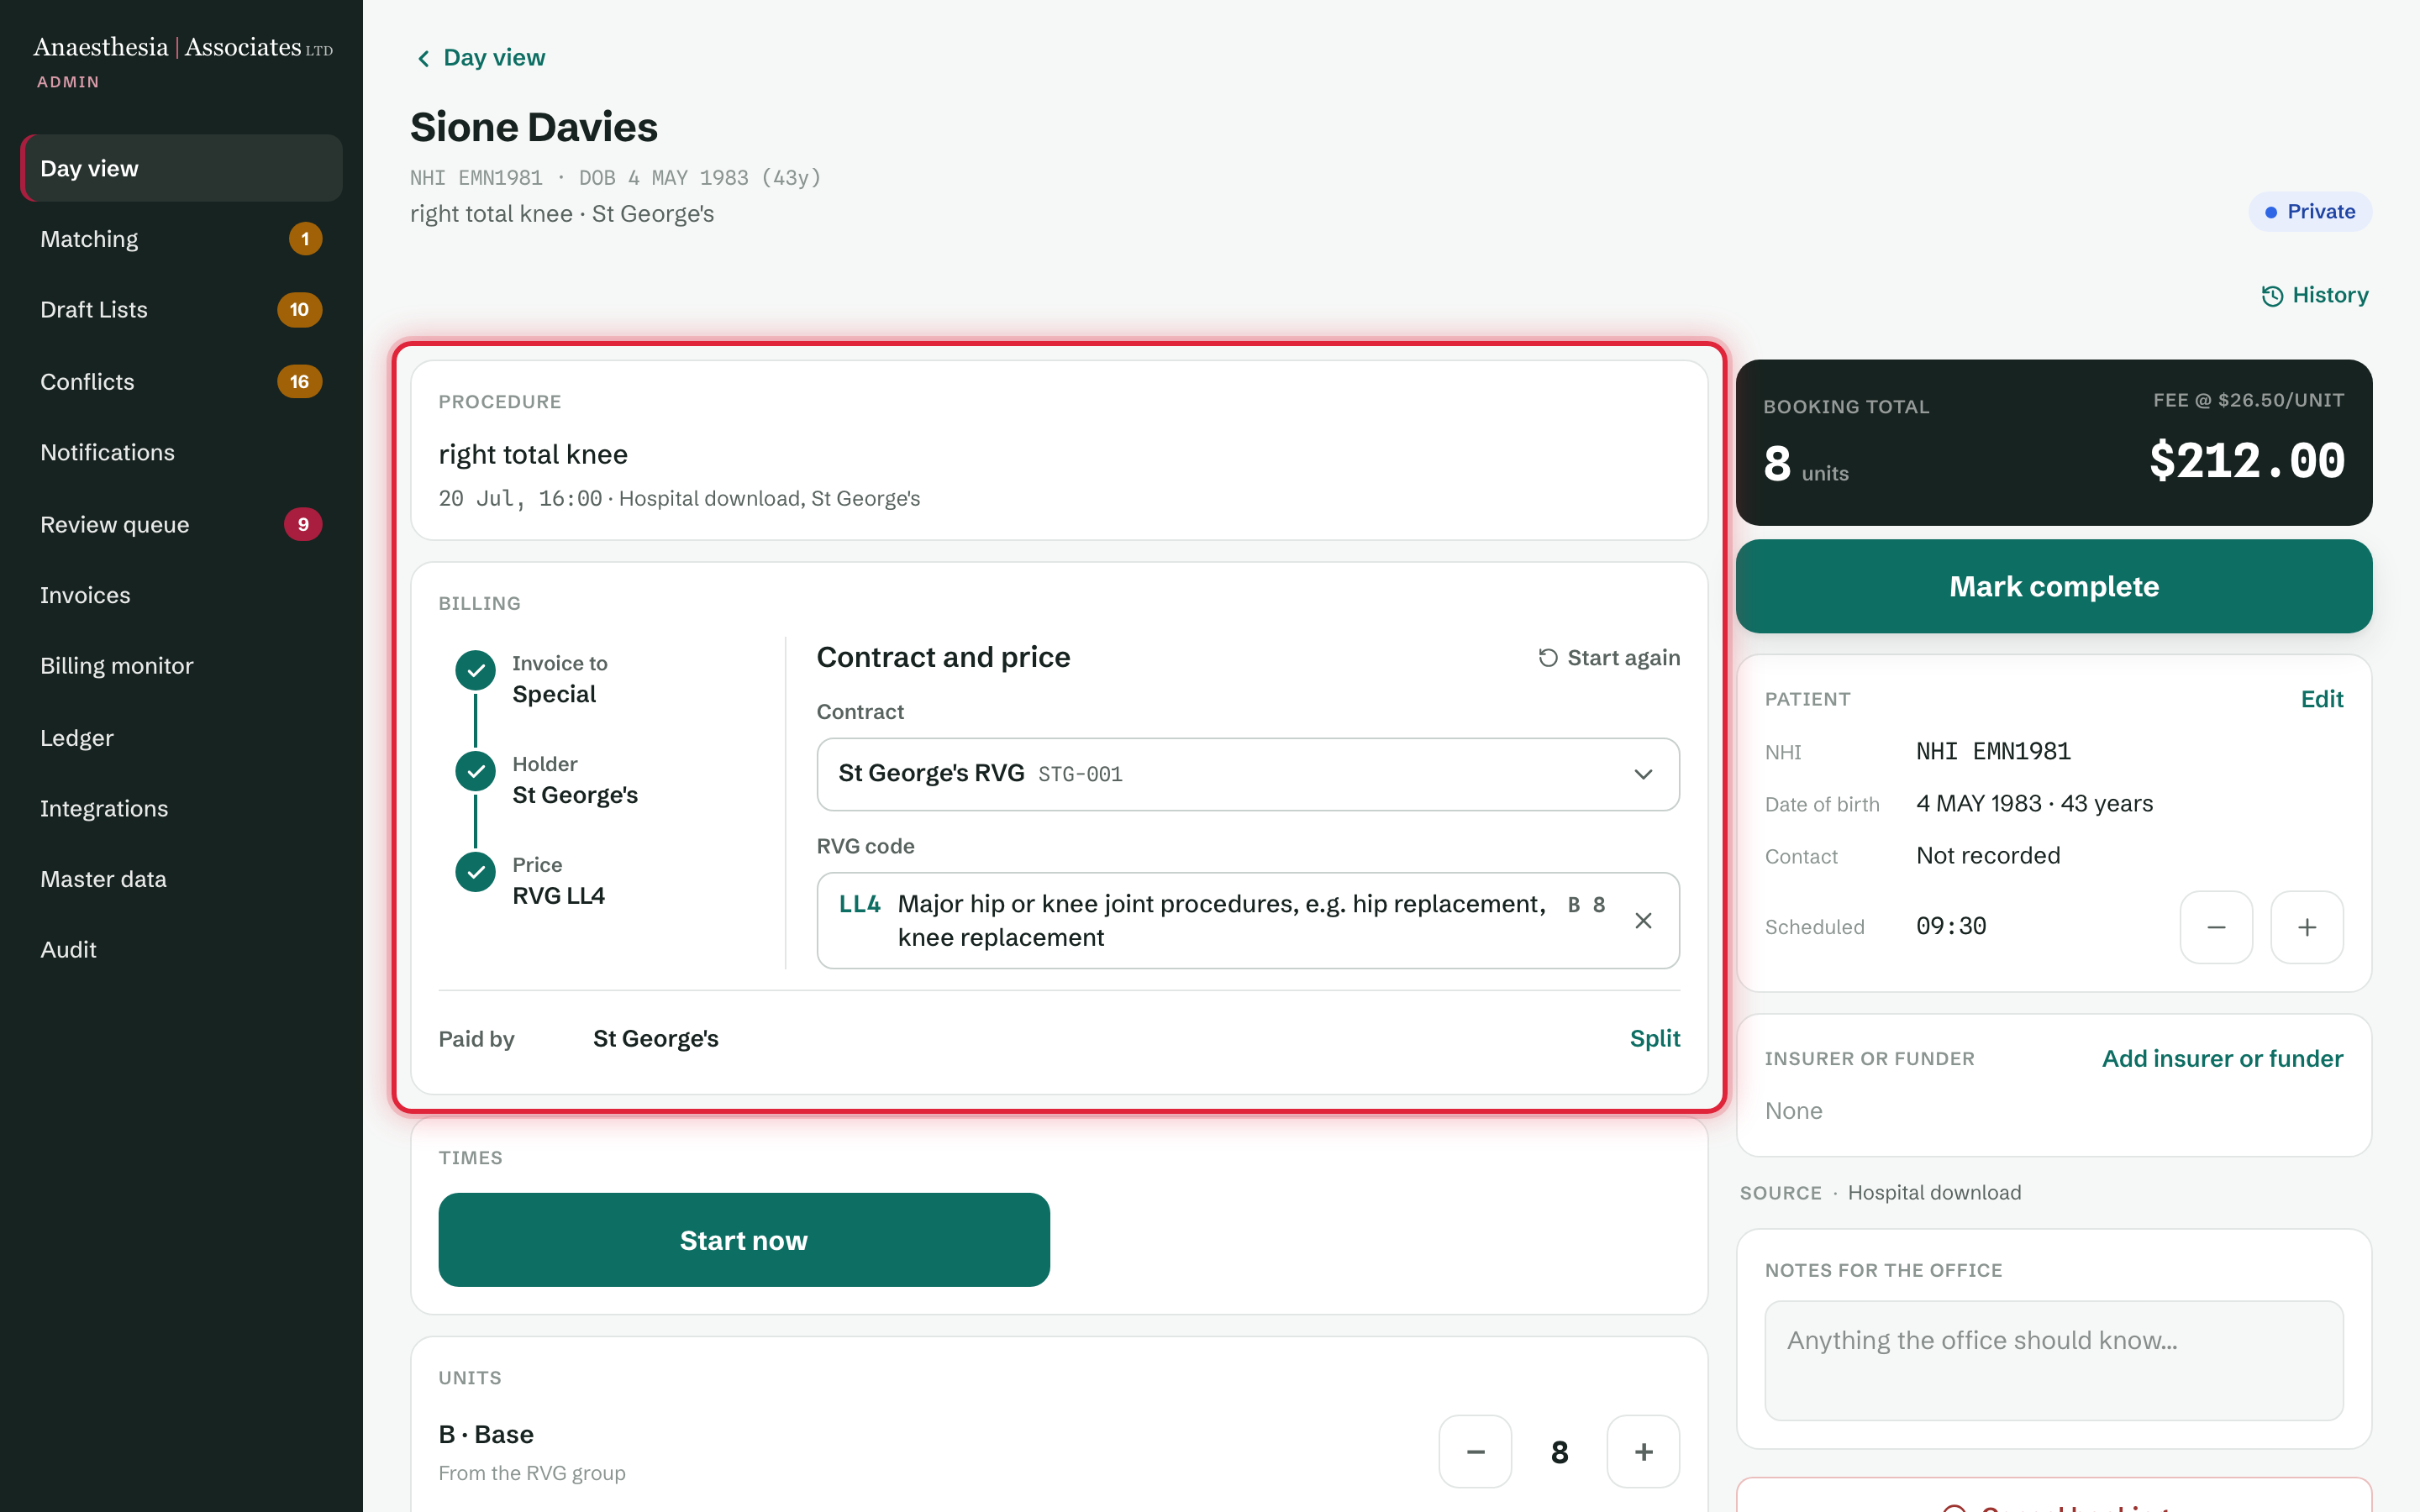 Anaesthesia | Associates LTD
ADMIN
Day view
Matching 1
Draft Lists 10
Conflicts 16
Notifications
Review queue 9
Invoices
Billing monitor
Ledger
Integrations
Master data
Audit
Day view
Sione Davies
NHI EMN1981 · DOB 4 MAY 1983 (43y)
right total knee · St George's
Private
History
PROCEDURE
right total knee
20 Jul, 16:00 · Hospital download, St George's
BILLING
Invoice to
Special
Holder
St George's
Price
RVG LL4
Contract and price
Start again
Contract
St George's RVG STG-001
RVG code
LL4 Major hip or knee joint procedures, e.g. hip replacement, B 8
knee replacement
Paid by St George's Split
TIMES
Start now
UNITS
B · Base
From the RVG group
− 8 +
BOOKING TOTAL FEE @ $26.50/UNIT
8 units $212.00
Mark complete
PATIENT Edit
NHI NHI EMN1981
Date of birth 4 MAY 1983 · 43 years
Contact Not recorded
Scheduled 09:30 − +
INSURER OR FUNDER Add insurer or funder
None
SOURCE · Hospital download
NOTES FOR THE OFFICE
Anything the office should know...